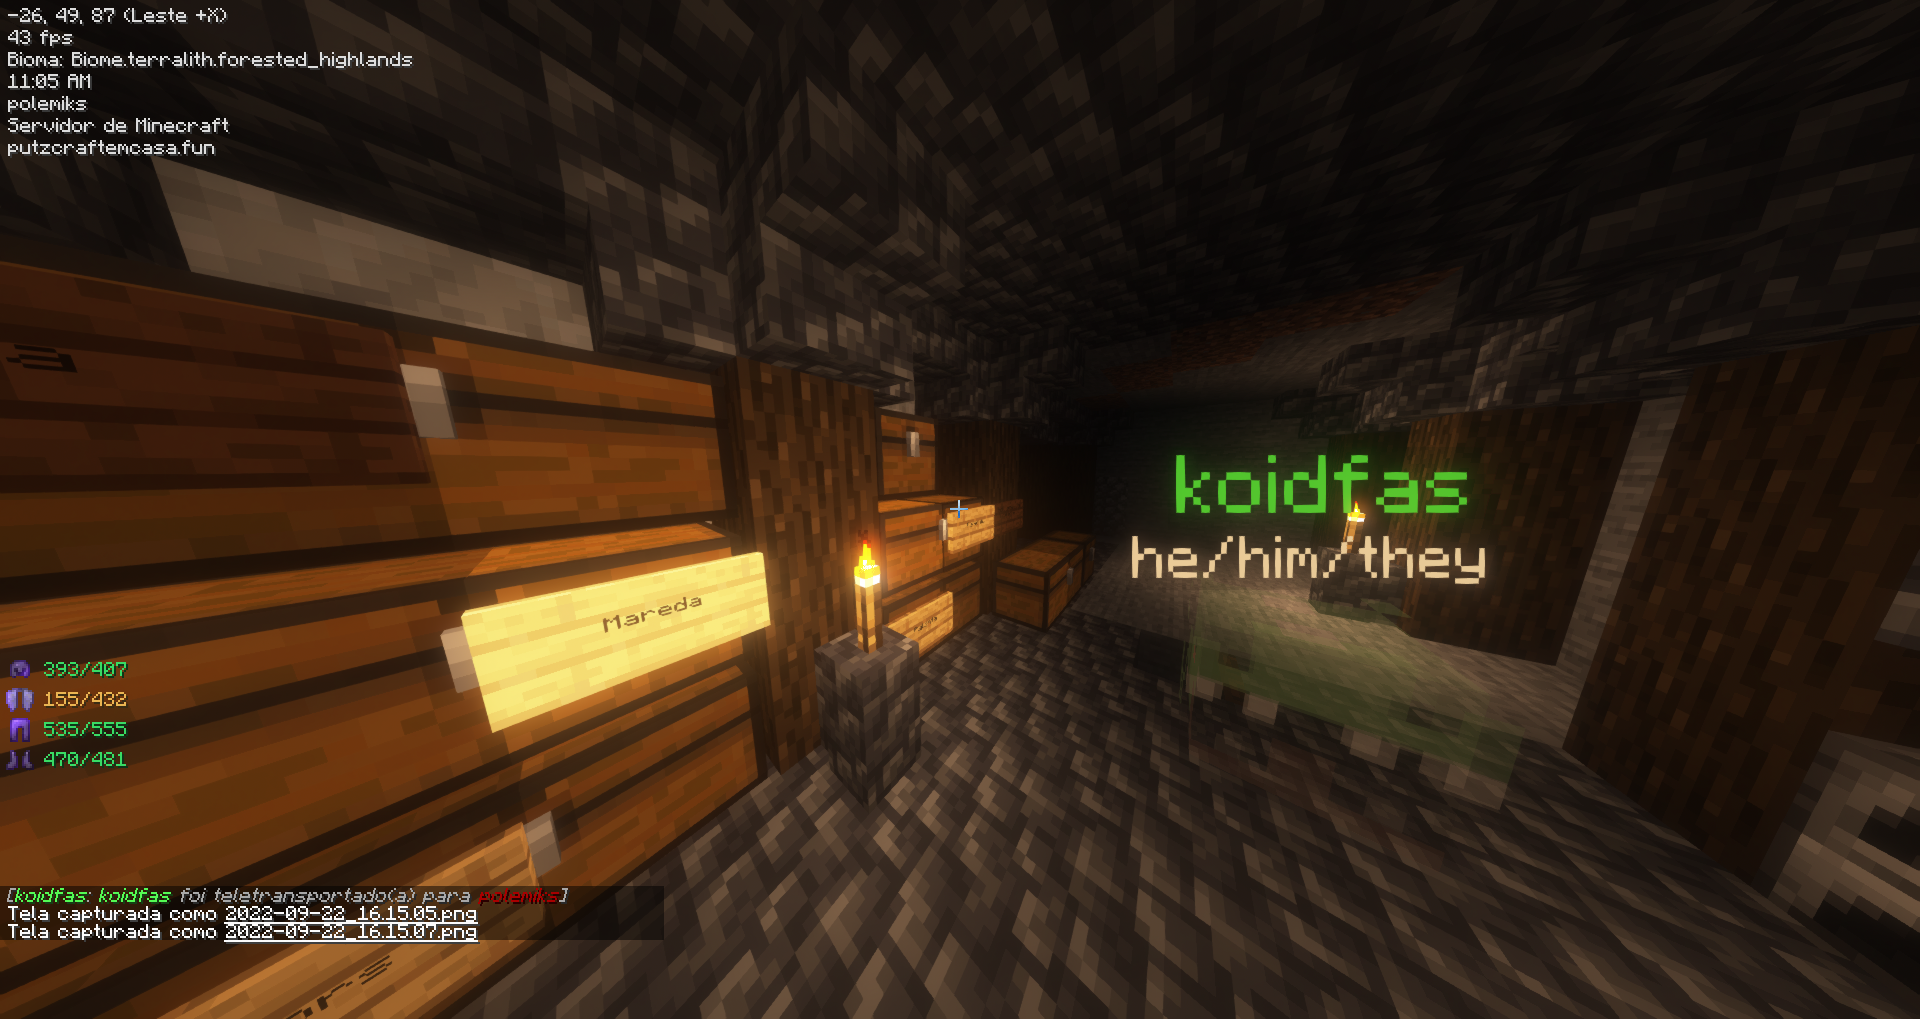 -26, 49, 87 (Leste +X)
43 fps
Bioma: Biome.terralith.forested_highlands
11:05 AM
polemiks
Servidor de Minecraft
putzcraftemcasa.fun
koidfas
he/him/they
Mareda
393/407
155/432
535/555
470/481
[koidfas: koidfas foi teletransportado(a) para polemiks]
Tela capturada como 2022-09-22_16.15.05.png
Tela capturada como 2022-09-22_16.15.07.png